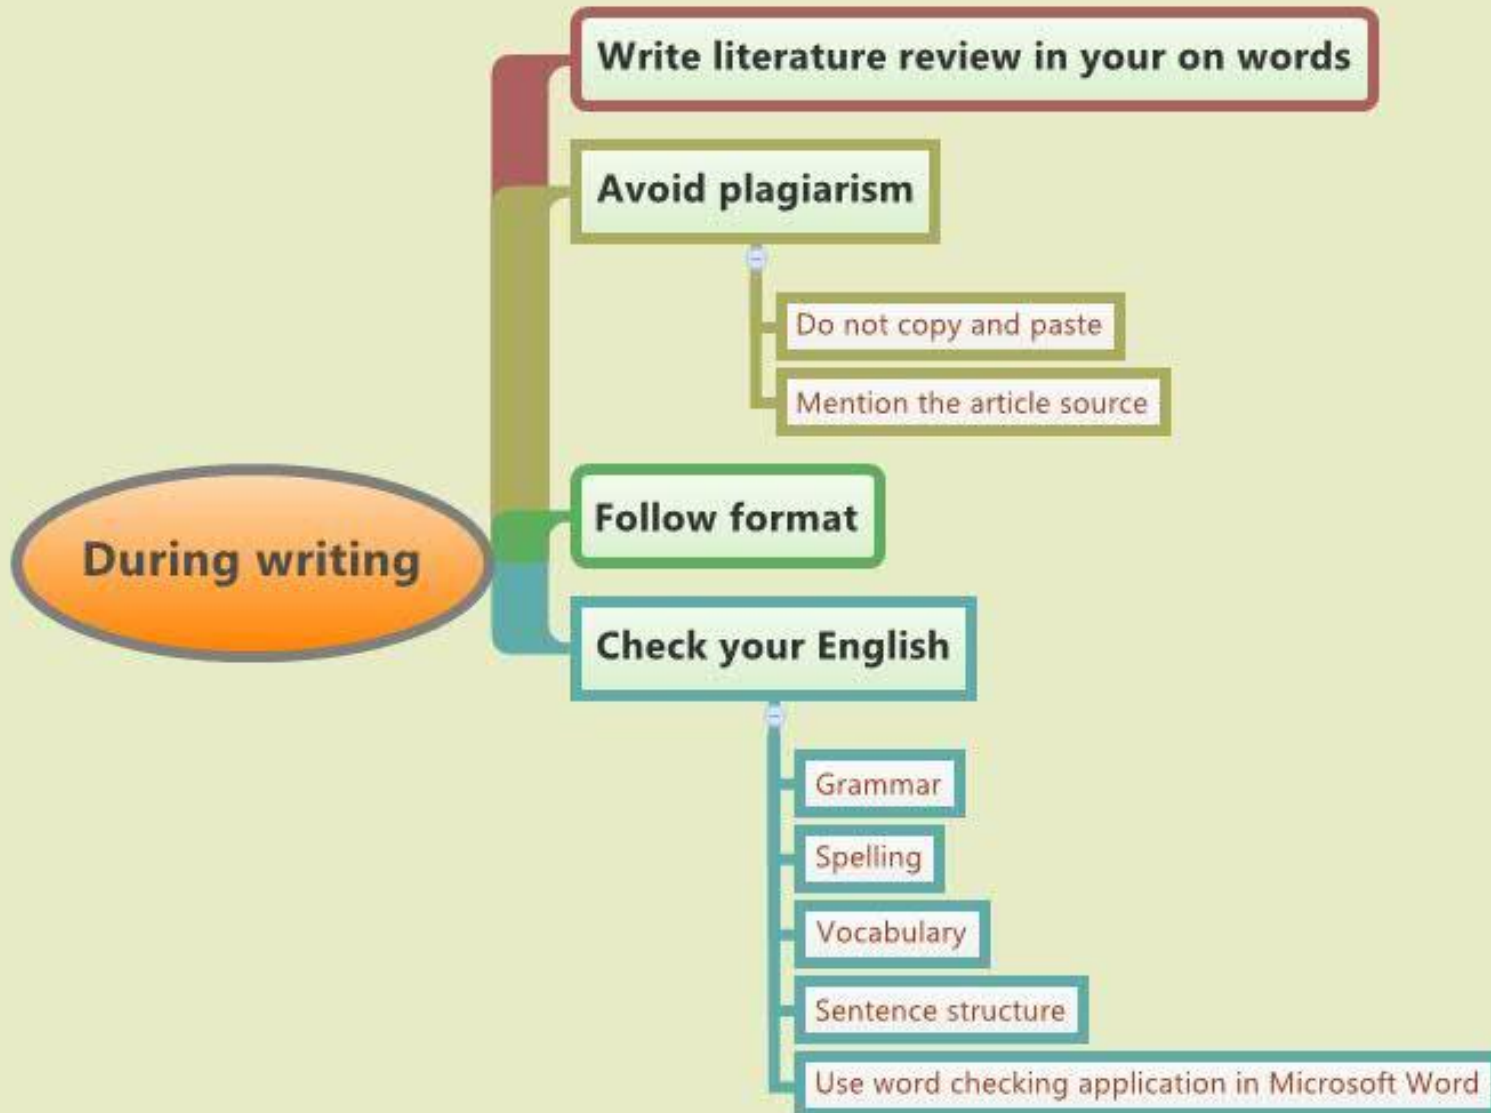 Write literature review in your on words
Avoid plagiarism
Do not copy and paste
Mention the article source
Follow format
During writing
Check your English
Grammar
Spelling
Vocabulary
Sentence structure
Use word checking application in Microsoft Word